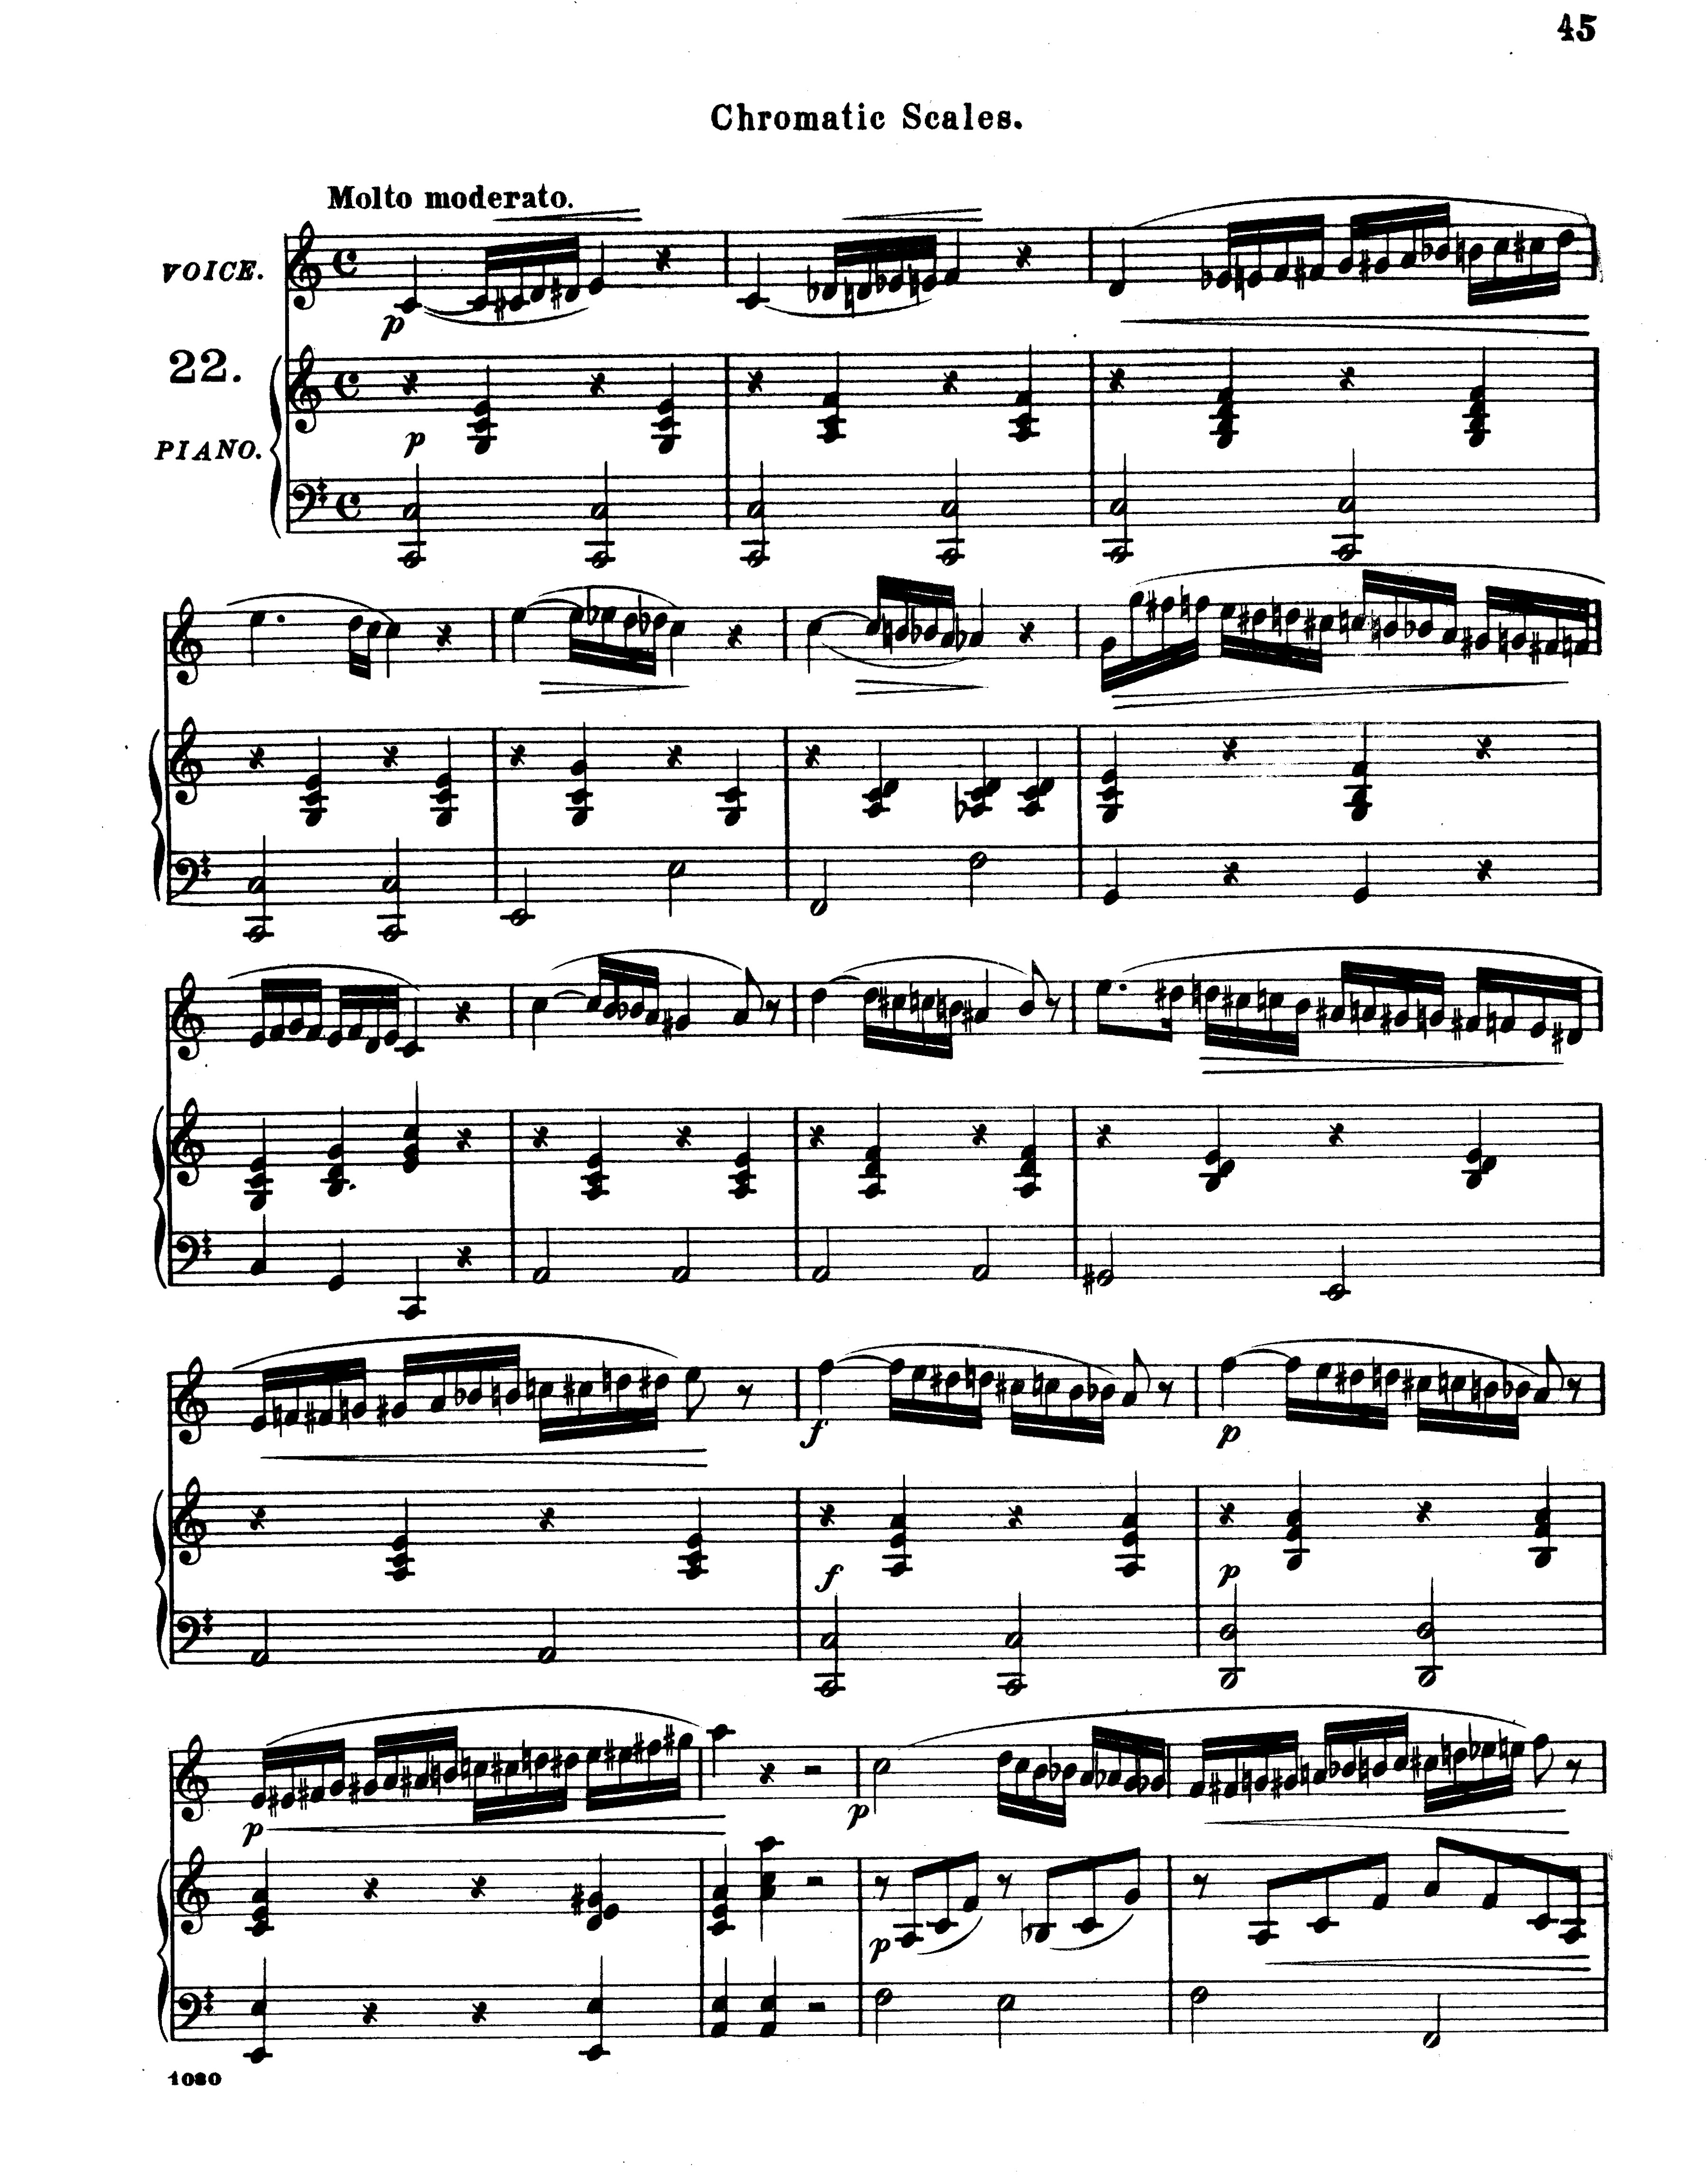 45
Chromatic Scales.
Molto moderato.
VOICE.
p
22.
p
PIANO.
f
p
f
p
p
p
p
1080